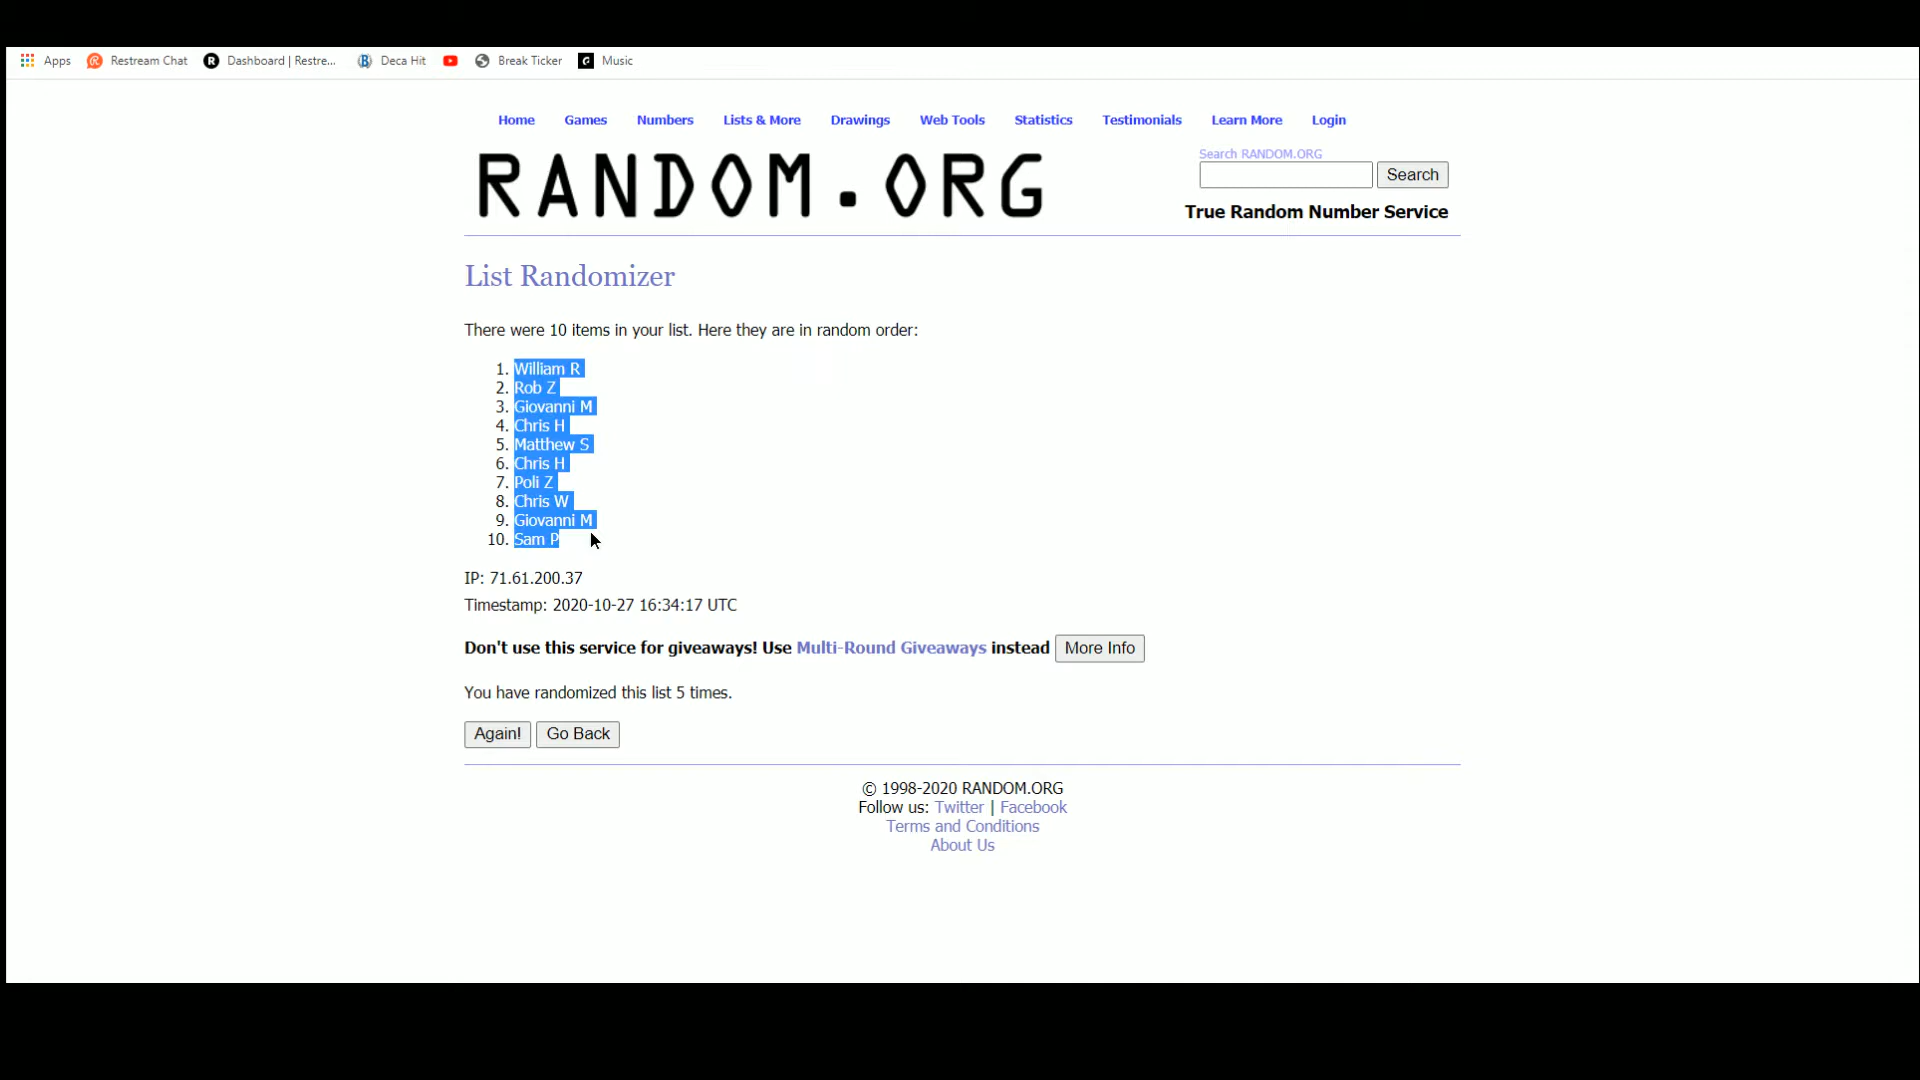 Apps Restream Chat Dashboard | Restre... Deca Hit Break Ticker Music
Home Games Numbers Lists & More Drawings Web Tools Statistics Testimonials Learn More Login
RANDOM.ORG
Search RANDOM.ORG
Search
True Random Number Service
List Randomizer
There were 10 items in your list. Here they are in random order:
1. William R
2. Rob Z
3. Giovanni M
4. Chris H
5. Matthew S
6. Chris H
7. Poli Z
8. Chris W
9. Giovanni M
10. Sam P
IP: 71.61.200.37
Timestamp: 2020-10-27 16:34:17 UTC
Don't use this service for giveaways! Use Multi-Round Giveaways instead More Info
You have randomized this list 5 times.
Again! Go Back
© 1998-2020 RANDOM.ORG
Follow us: Twitter | Facebook
Terms and Conditions
About Us